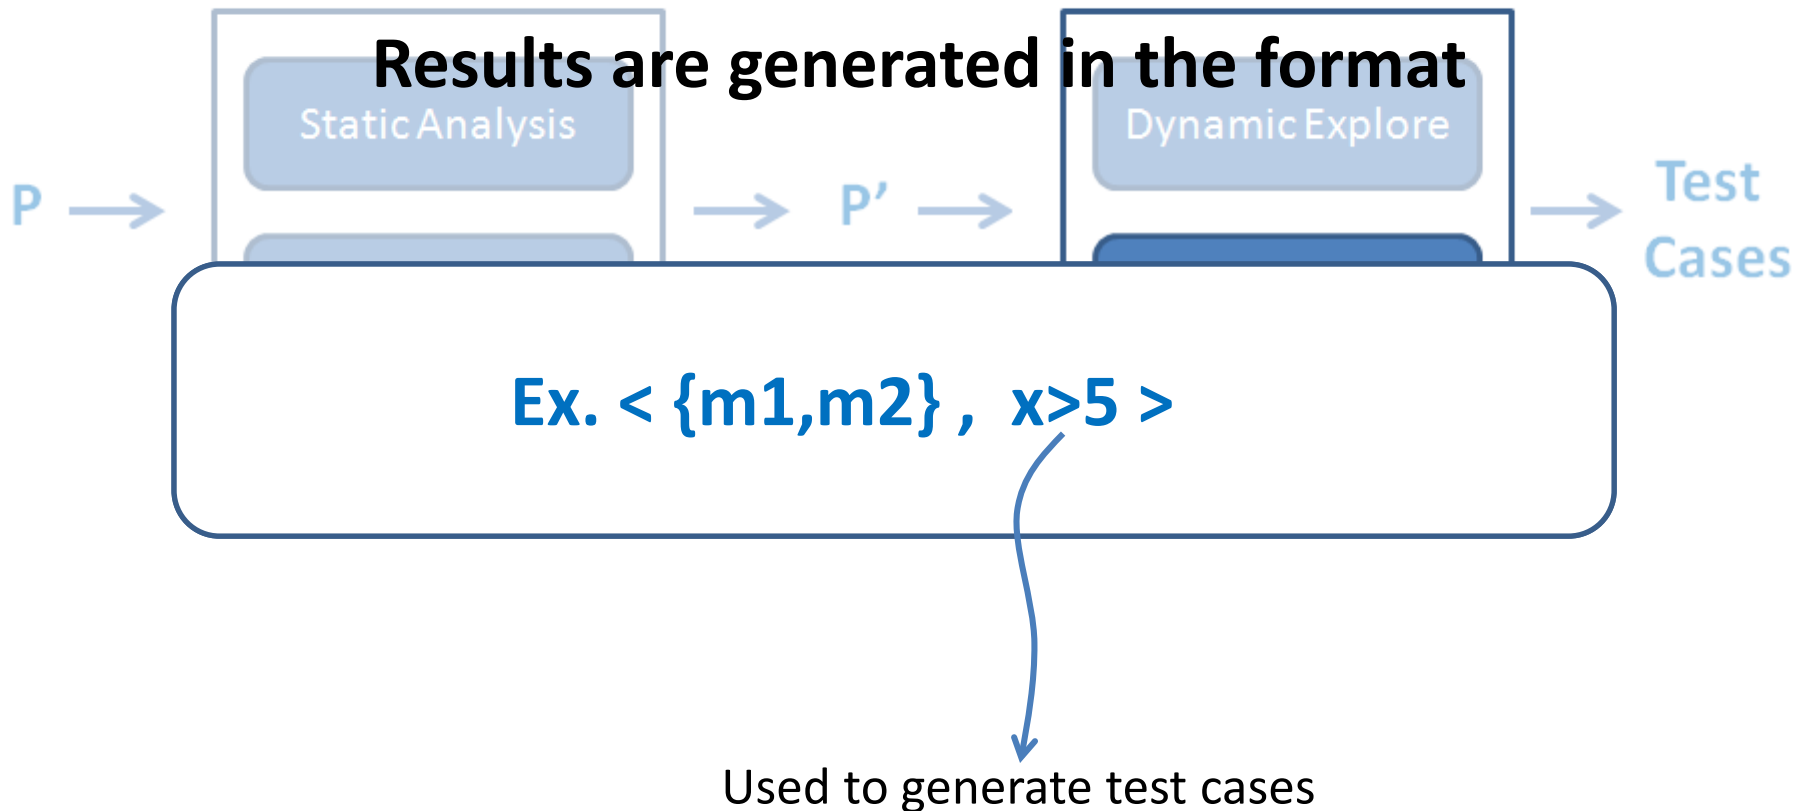 Results are generated in the format
Static Analysis
Dynamic Explore
P
P’
Test
Cases
Ex. < {m1,m2} , x>5 >
Used to generate test cases